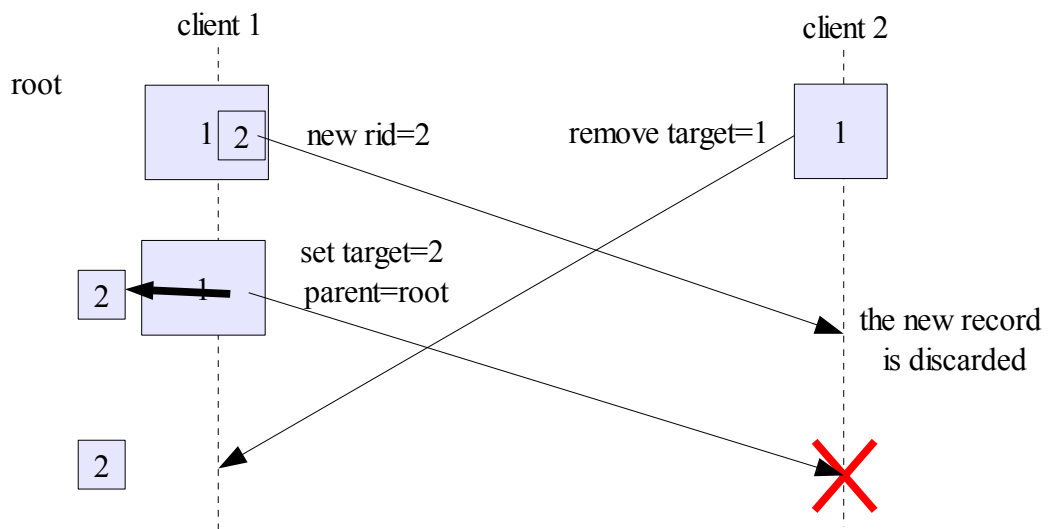 client 1
client 2
root
1
2
new rid=2
remove target=1
1
2
1
set target=2
parent=root
the new record
is discarded
2